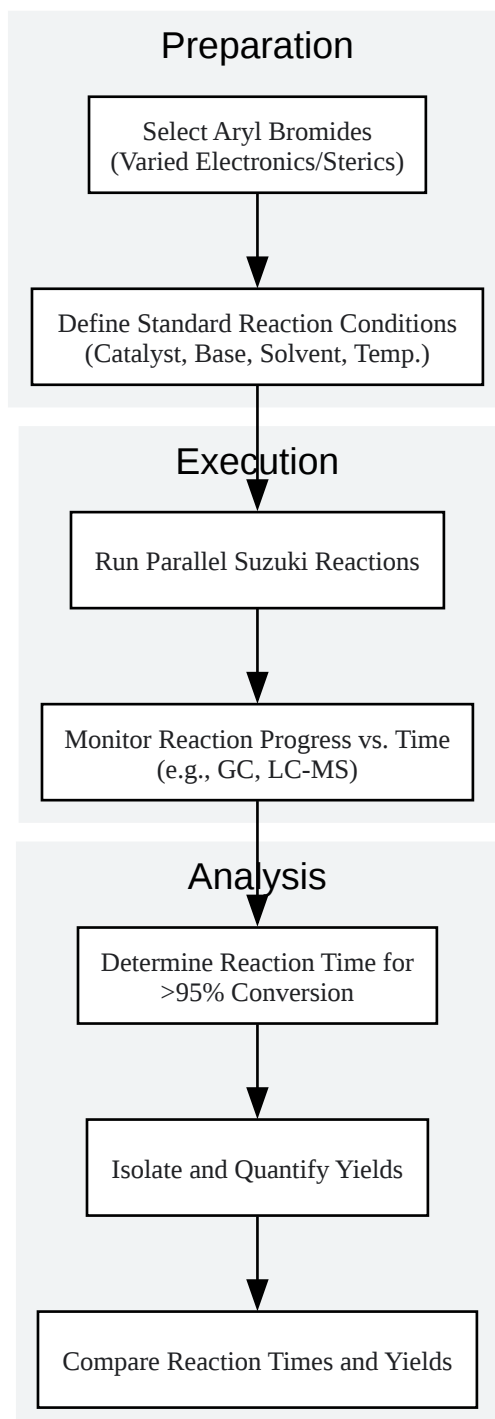 Preparation
Select Aryl Bromides
(Varied Electronics/Sterics)
Define Standard Reaction Conditions
(Catalyst, Base, Solvent, Temp.)
Execution
Run Parallel Suzuki Reactions
Monitor Reaction Progress vs. Time
(e.g., GC, LC-MS)
Analysis
Determine Reaction Time for
>95% Conversion
Isolate and Quantify Yields
Compare Reaction Times and Yields